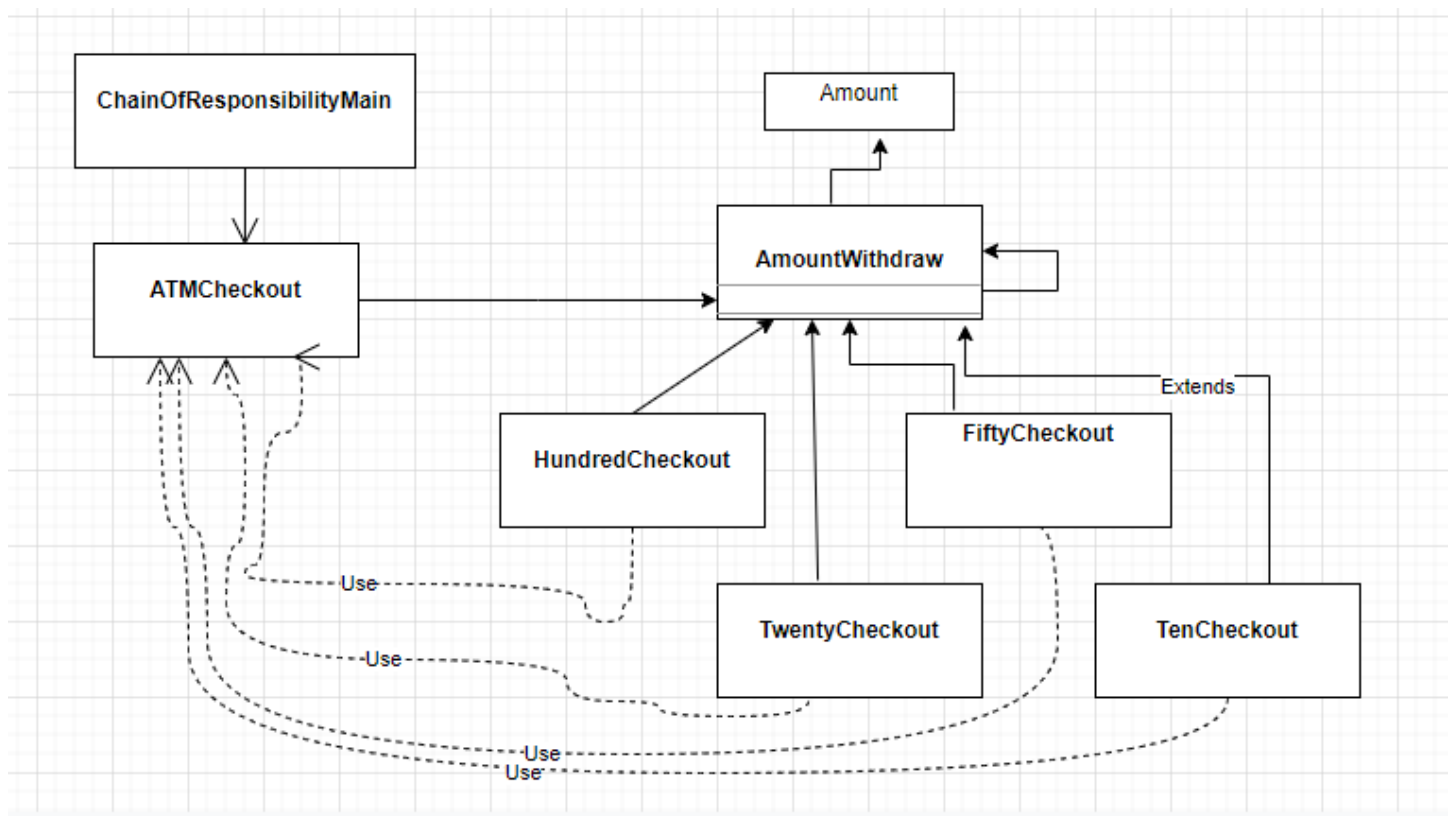 ChainOfResponsibilityMain
Amount
AmountWithdraw
ATMCheckout
Extends
FiftyCheckout
HundredCheckout
Use
TwentyCheckout
TenCheckout
Use
Use
Use